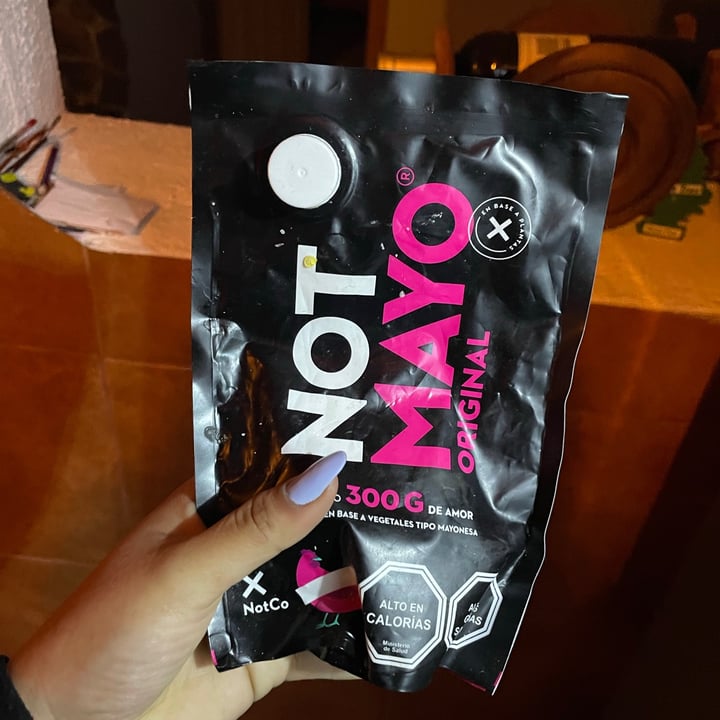 NOT
MAYO®
ORIGINAL
EN BASE A PLANTAS
300 G DE AMOR
EN BASE A VEGETALES TIPO MAYONESA
NotCo
ALTO EN
CALORÍAS
Ministerio
de Salud